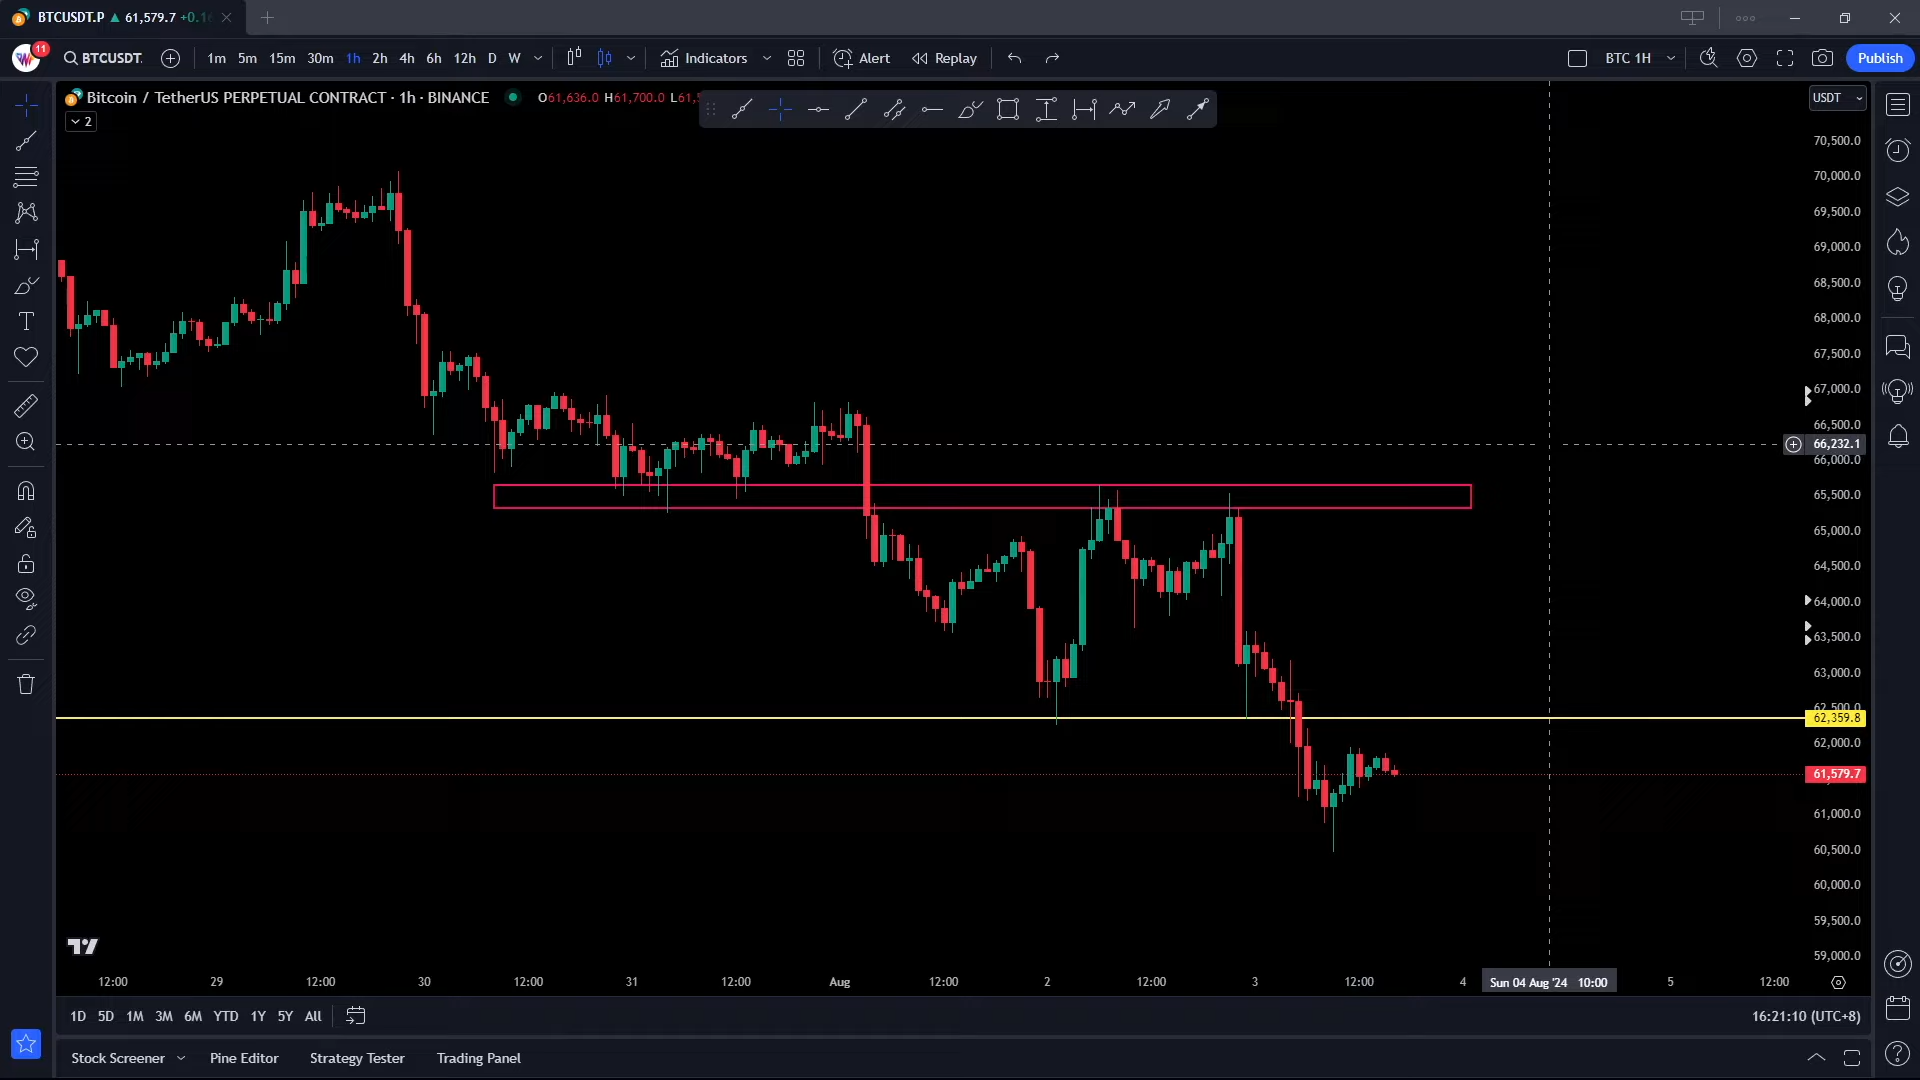 BTCUSDT.P ▲ 61,579.7
11
BTCUSDT.
1m 5m 15m 30m 1h 2h 4h 6h 12h D W
Indicators
Alert
Replay
BTC 1H
Publish
Bitcoin / TetherUS PERPETUAL CONTRACT · 1h · BINANCE
O61,636.0 H61,700.0 L61,5
2
USDT
70,500.0
70,000.0
69,500.0
69,000.0
68,500.0
68,000.0
67,500.0
67,000.0
66,500.0
66,232.1
66,000.0
65,500.0
65,000.0
64,500.0
64,000.0
63,500.0
63,000.0
62,500.0
62,359.8
62,000.0
61,579.7
61,000.0
60,500.0
60,000.0
59,500.0
59,000.0
12:00 29 12:00 30 12:00 31 12:00 Aug 12:00 2 12:00 3 12:00 4 Sun 04 Aug '24 10:00 5 12:00
1D 5D 1M 3M 6M YTD 1Y 5Y All
16:21:10 (UTC+8)
Stock Screener Pine Editor Strategy Tester Trading Panel